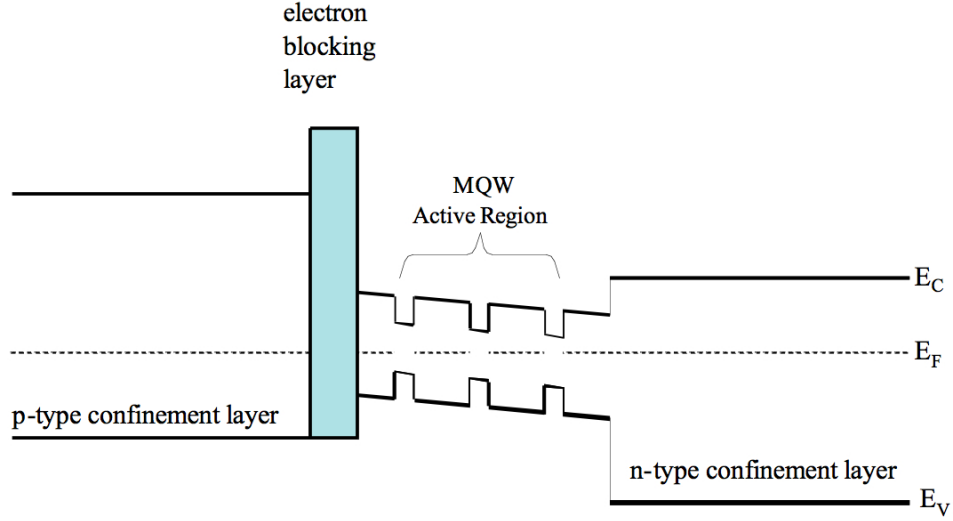 electron
blocking
layer
MQW
Active Region
E_C
E_F
p-type confinement layer
n-type confinement layer
E_V